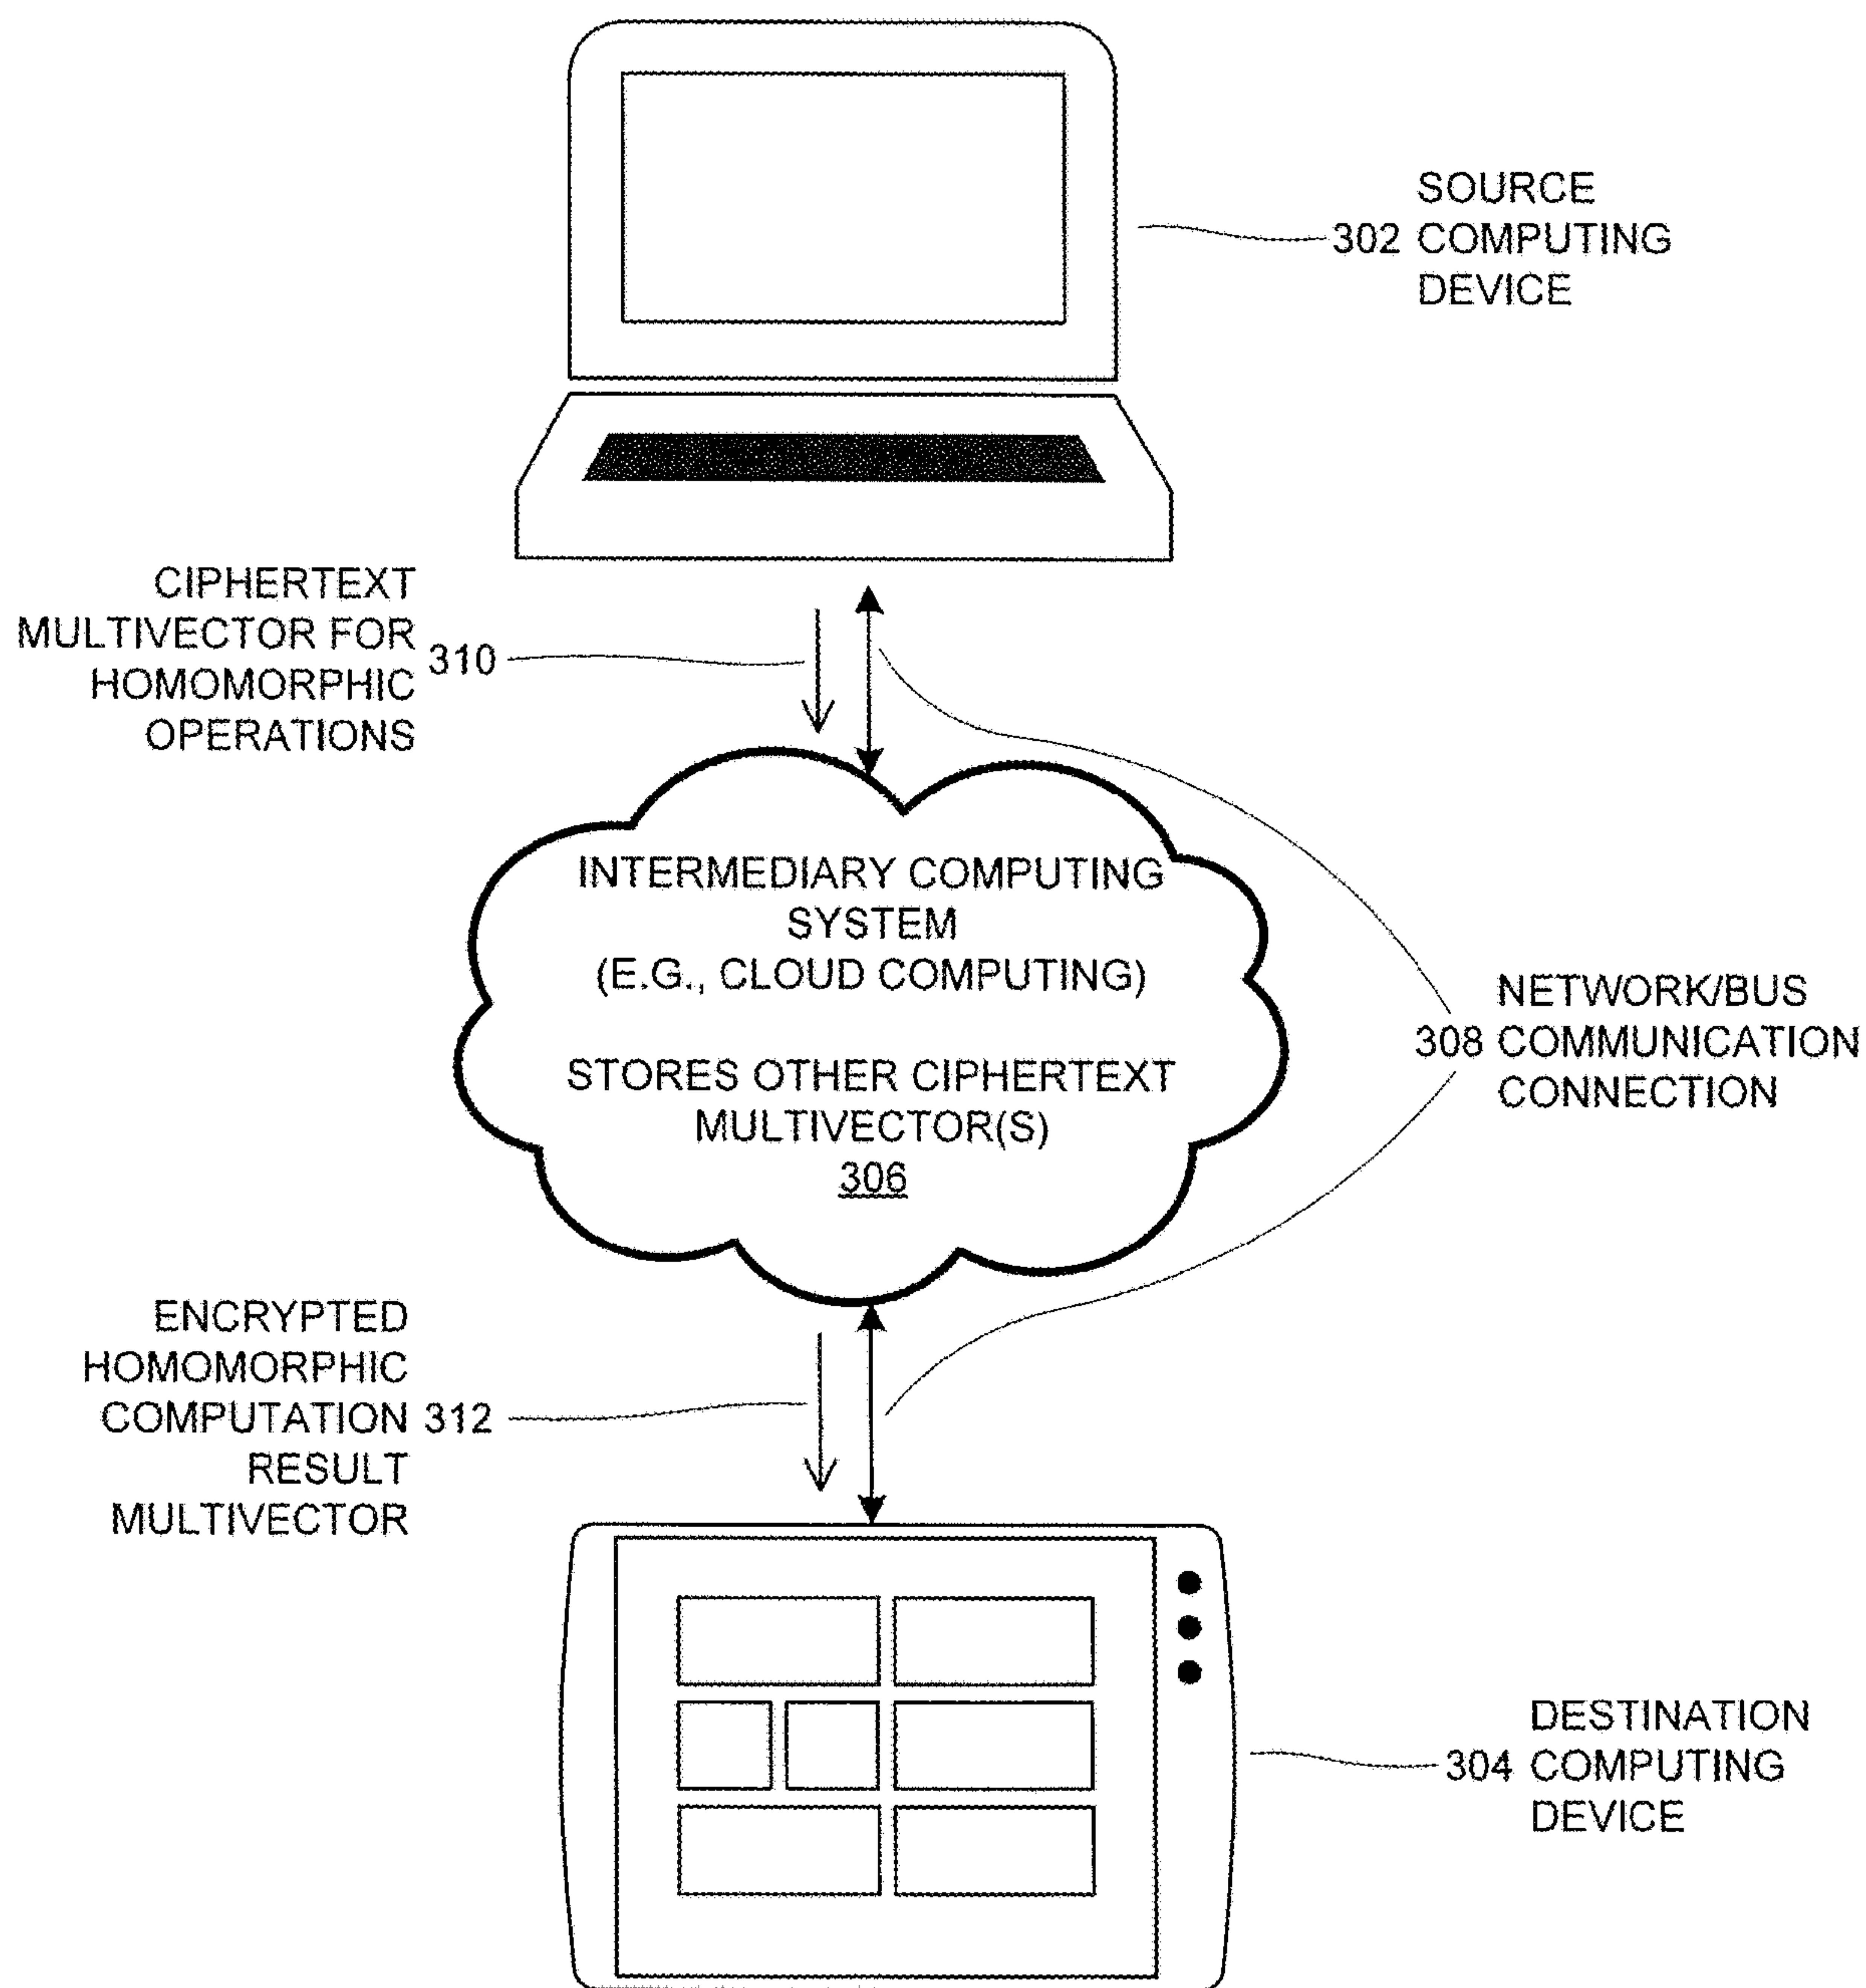 SOURCE
302 COMPUTING
DEVICE
CIPHERTEXT
MULTIVECTOR FOR
310
HOMOMORPHIC
OPERATIONS
INTERMEDIARY COMPUTING
SYSTEM
(E.G., CLOUD COMPUTING)
STORES OTHER CIPHERTEXT
MULTIVECTOR(S)
306
NETWORK/BUS
308 COMMUNICATION
CONNECTION
ENCRYPTED
HOMOMORPHIC
COMPUTATION 312
RESULT
MULTIVECTOR
DESTINATION
304 COMPUTING
DEVICE